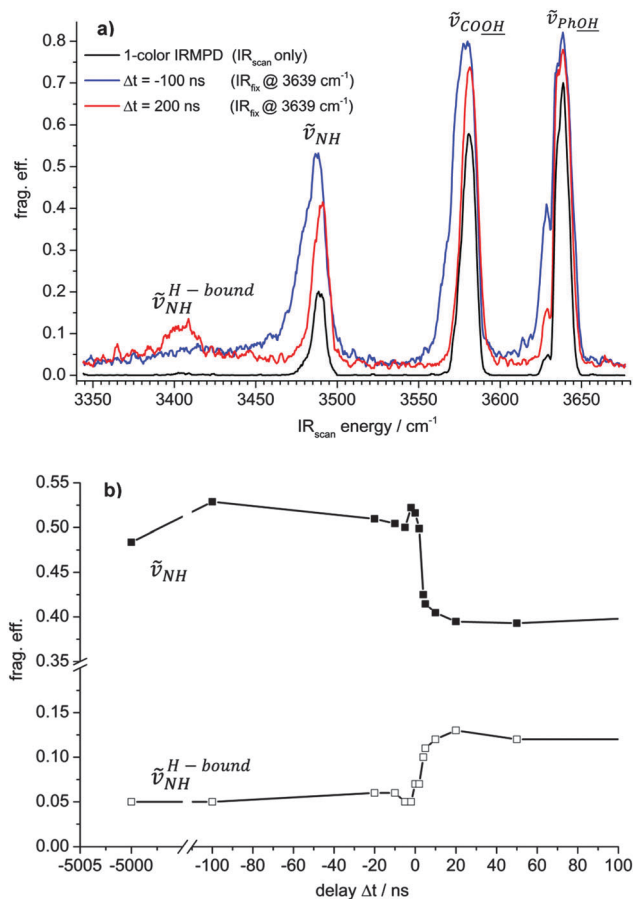 a)
1-color IRMPD (IRscan only)
Δt = -100 ns (IRfix @ 3639 cm⁻¹)
Δt = 200 ns (IRfix @ 3639 cm⁻¹)
ṽCOOH
ṽPhOH
ṽNH
ṽNH H−bound
frag. eff.
0.8
0.7
0.6
0.5
0.4
0.3
0.2
0.1
0.0
3350 3400 3450 3500 3550 3600 3650
IRscan energy / cm⁻¹
b)
0.55
0.50
0.45
0.40
0.35
0.15
0.10
0.05
0.00
frag. eff.
ṽNH
ṽNH H−bound
-5005 -5000 -100 -20 0 20 40 60 80 100
delay Δt / ns